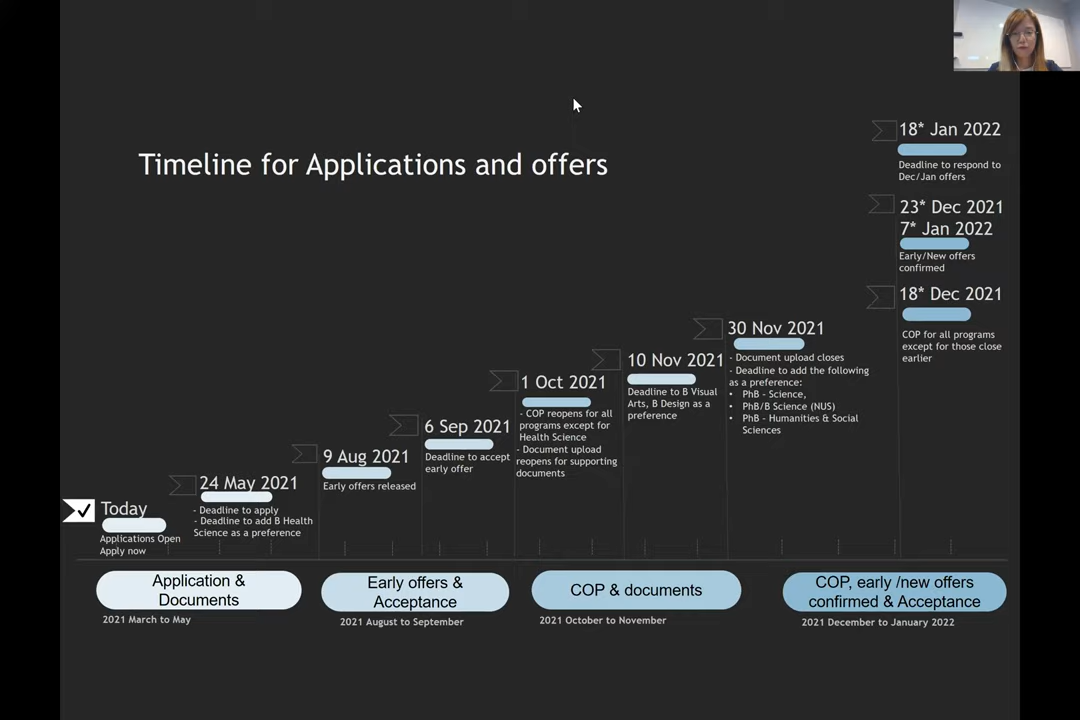 Timeline for Applications and offers
Today
Applications Open
Apply now
24 May 2021
- Deadline to apply
- Deadline to add B Health
Science as a preference
9 Aug 2021
Early offers released
6 Sep 2021
Deadline to accept
early offer
1 Oct 2021
- COP reopens for all
programs except for
Health Science
- Document upload
reopens for supporting
documents
10 Nov 2021
Deadline to B Visual
Arts, B Design as a
preference
30 Nov 2021
- Document upload closes
- Deadline to add the following
as a preference:
• PhB - Science,
• PhB/B Science (NUS)
• PhB - Humanities & Social
Sciences
18* Jan 2022
Deadline to respond to
Dec/Jan offers
23* Dec 2021
7* Jan 2022
Early/New offers
confirmed
18* Dec 2021
COP for all programs
except for those close
earlier
Application &
Documents
2021 March to May
Early offers &
Acceptance
2021 August to September
COP & documents
2021 October to November
COP, early /new offers
confirmed & Acceptance
2021 December to January 2022